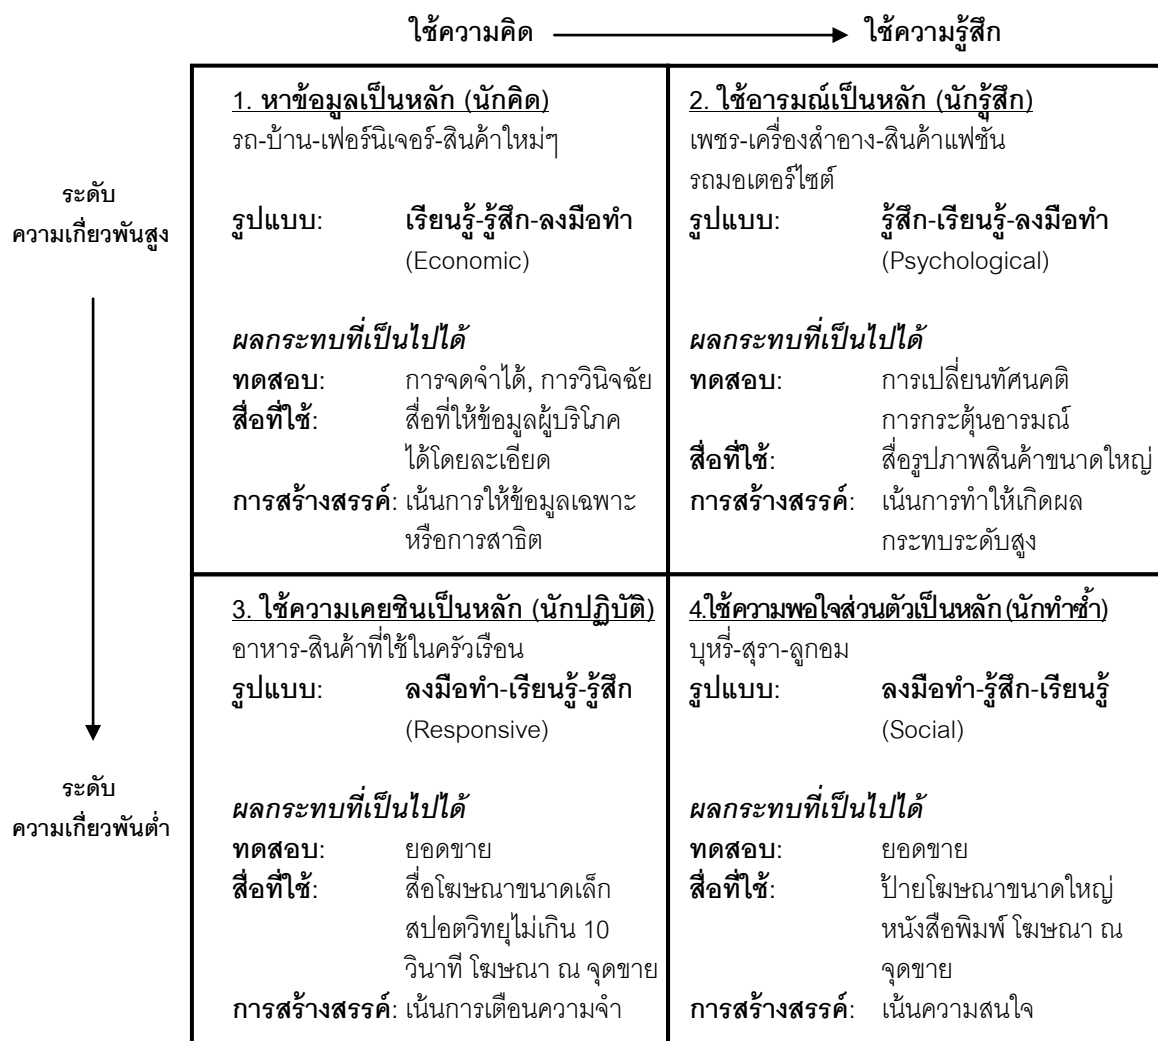 ใช้ความคิด ใช้ความรู้สึก
ระดับ
ความเกี่ยวพันสูง
1. หาข้อมูลเป็นหลัก (นักคิด)
รถ-บ้าน-เฟอร์นิเจอร์-สินค้าใหม่ๆ
รูปแบบ: เรียนรู้-รู้สึก-ลงมือทำ
(Economic)
ผลกระทบที่เป็นไปได้
ทดสอบ: การจดจำได้, การวินิจฉัย
สื่อที่ใช้: สื่อที่ให้ข้อมูลผู้บริโภค
ได้โดยละเอียด
การสร้างสรรค์: เน้นการให้ข้อมูลเฉพาะ
หรือการสาธิต
2. ใช้อารมณ์เป็นหลัก (นักรู้สึก)
เพชร-เครื่องสำอาง-สินค้าแฟชั่น
รถมอเตอร์ไซต์
รูปแบบ: รู้สึก-เรียนรู้-ลงมือทำ
(Psychological)
ผลกระทบที่เป็นไปได้
ทดสอบ: การเปลี่ยนทัศนคติ
การกระตุ้นอารมณ์
สื่อที่ใช้: สื่อรูปภาพสินค้าขนาดใหญ่
การสร้างสรรค์: เน้นการทำให้เกิดผล
กระทบระดับสูง
ระดับ
ความเกี่ยวพันต่ำ
3. ใช้ความเคยชินเป็นหลัก (นักปฏิบัติ)
อาหาร-สินค้าที่ใช้ในครัวเรือน
รูปแบบ: ลงมือทำ-เรียนรู้-รู้สึก
(Responsive)
ผลกระทบที่เป็นไปได้
ทดสอบ: ยอดขาย
สื่อที่ใช้: สื่อโฆษณาขนาดเล็ก
สปอตวิทยุไม่เกิน 10
วินาที โฆษณา ณ จุดขาย
การสร้างสรรค์: เน้นการเตือนความจำ
4.ใช้ความพอใจส่วนตัวเป็นหลัก (นักทำซ้ำ)
บุหรี่-สุรา-ลูกอม
รูปแบบ: ลงมือทำ-รู้สึก-เรียนรู้
(Social)
ผลกระทบที่เป็นไปได้
ทดสอบ: ยอดขาย
สื่อที่ใช้: ป้ายโฆษณาขนาดใหญ่
หนังสือพิมพ์ โฆษณา ณ
จุดขาย
การสร้างสรรค์: เน้นความสนใจ